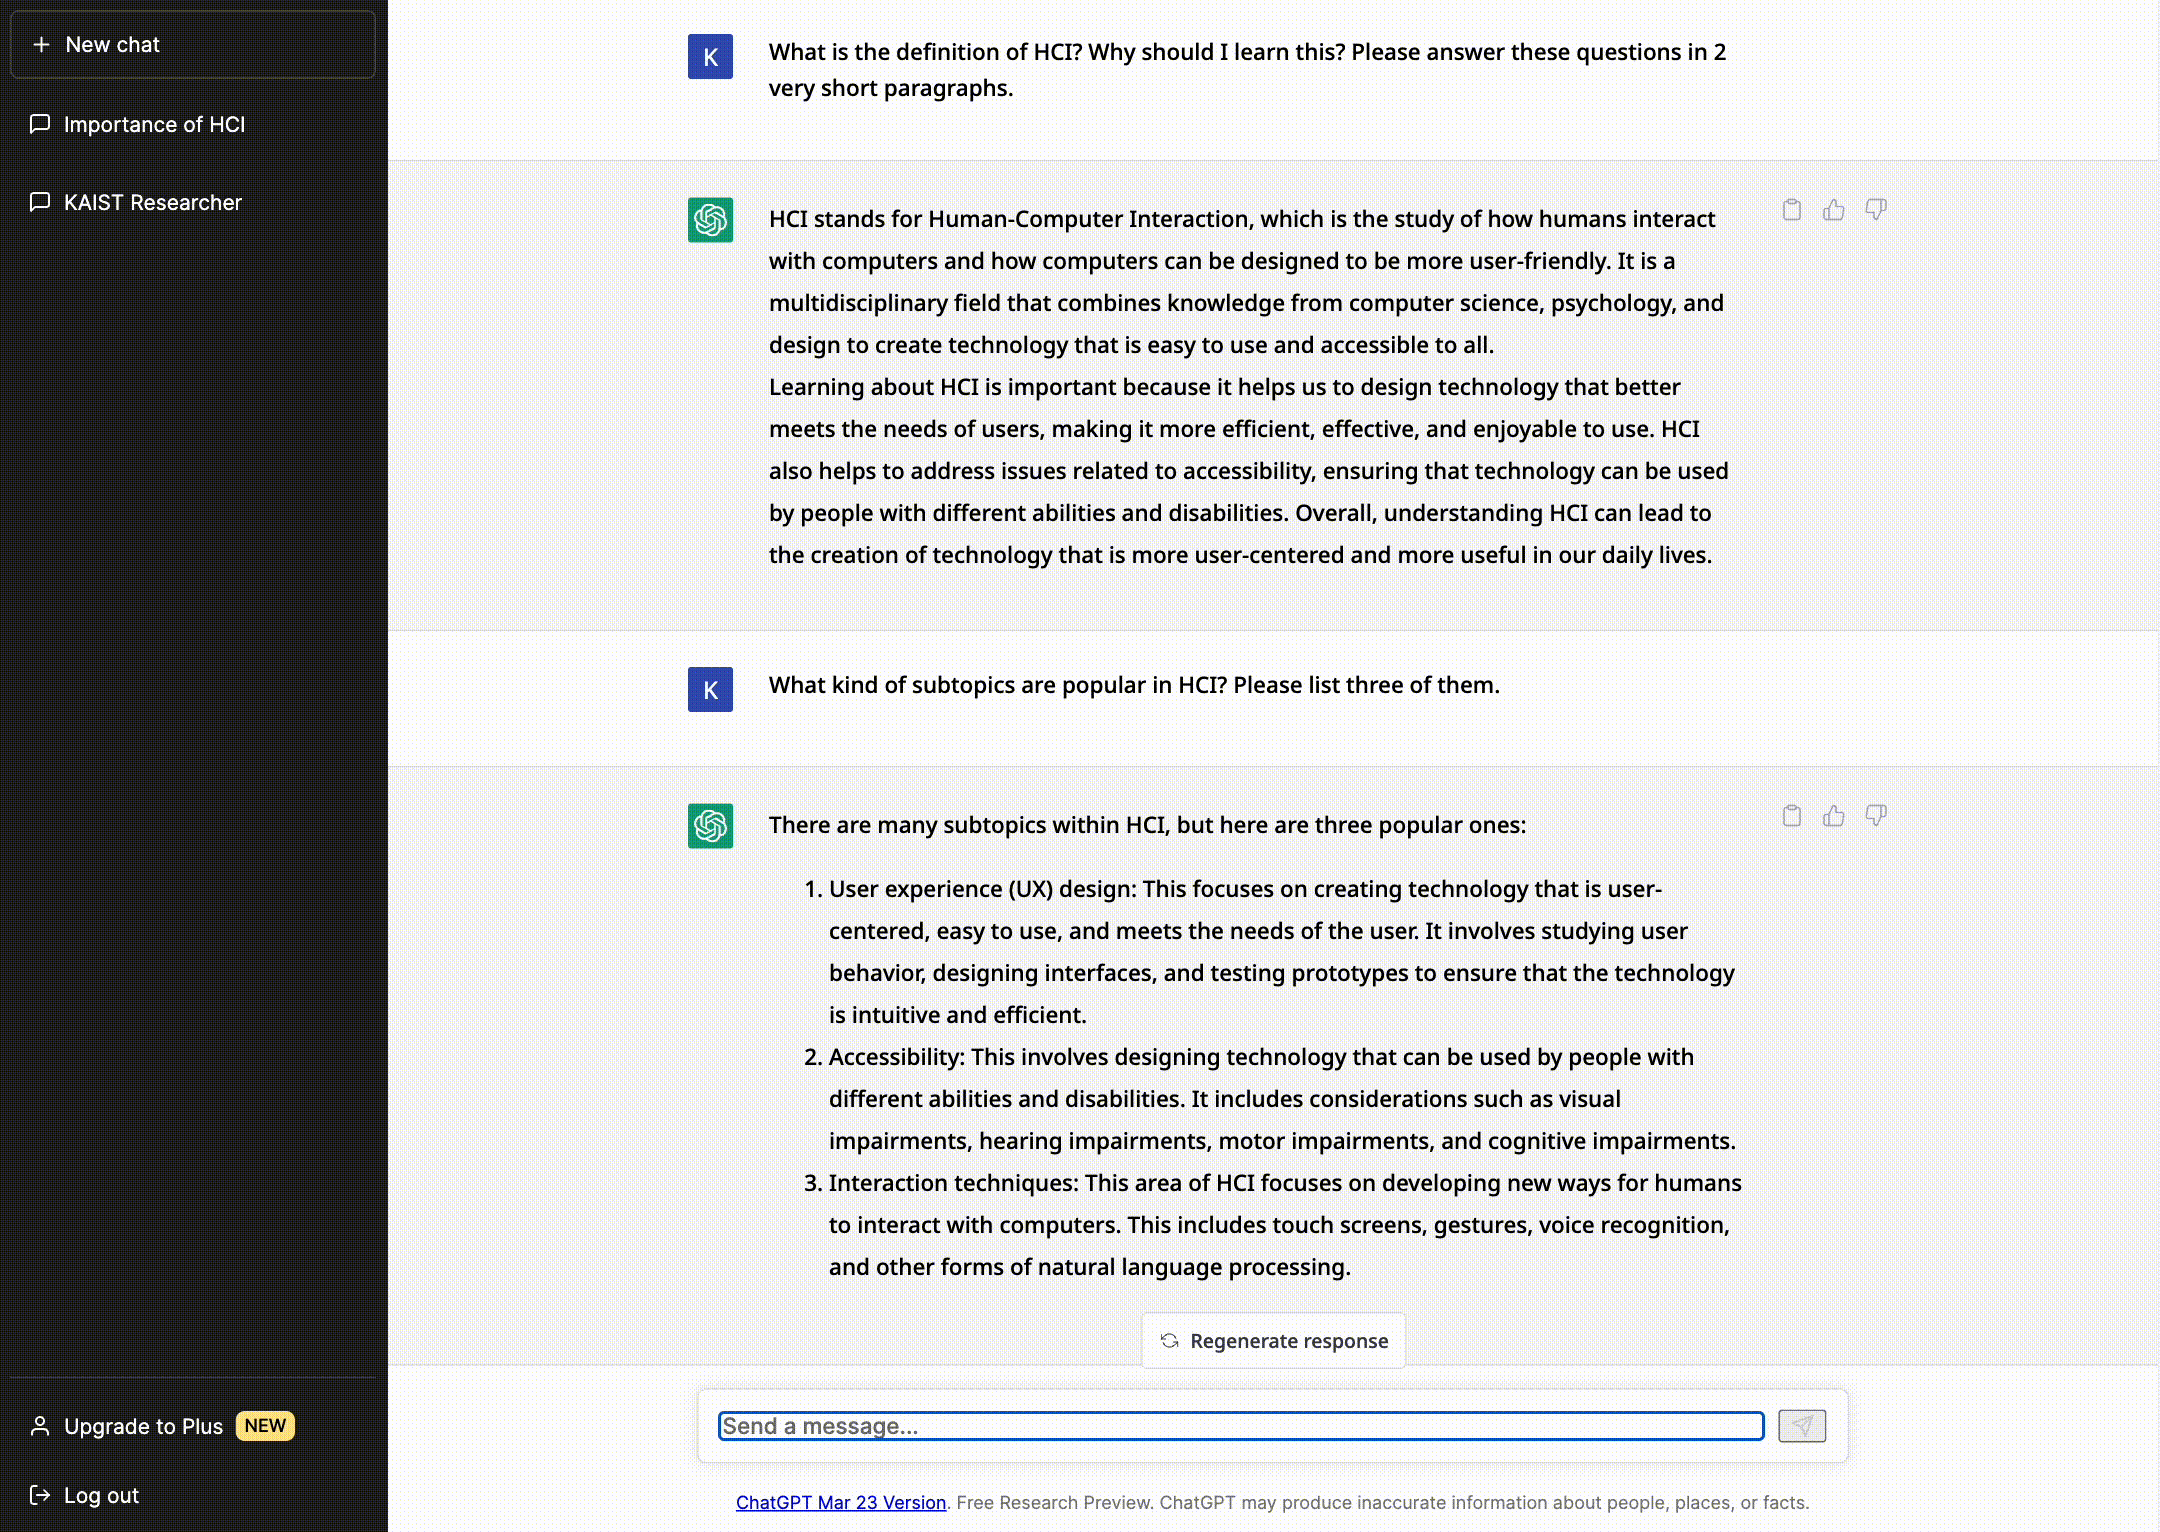 New chat
Importance of HCI
KAIST Researcher
Upgrade to Plus NEW
Log out
K
What is the definition of HCI? Why should I learn this? Please answer these questions in 2
very short paragraphs.
HCI stands for Human-Computer Interaction, which is the study of how humans interact
with computers and how computers can be designed to be more user-friendly. It is a
multidisciplinary field that combines knowledge from computer science, psychology, and
design to create technology that is easy to use and accessible to all.
Learning about HCI is important because it helps us to design technology that better
meets the needs of users, making it more efficient, effective, and enjoyable to use. HCI
also helps to address issues related to accessibility, ensuring that technology can be used
by people with different abilities and disabilities. Overall, understanding HCI can lead to
the creation of technology that is more user-centered and more useful in our daily lives.
K
What kind of subtopics are popular in HCI? Please list three of them.
There are many subtopics within HCI, but here are three popular ones:
1. User experience (UX) design: This focuses on creating technology that is user-
centered, easy to use, and meets the needs of the user. It involves studying user
behavior, designing interfaces, and testing prototypes to ensure that the technology
is intuitive and efficient.
2. Accessibility: This involves designing technology that can be used by people with
different abilities and disabilities. It includes considerations such as visual
impairments, hearing impairments, motor impairments, and cognitive impairments.
3. Interaction techniques: This area of HCI focuses on developing new ways for humans
to interact with computers. This includes touch screens, gestures, voice recognition,
and other forms of natural language processing.
Regenerate response
Send a message...
ChatGPT Mar 23 Version. Free Research Preview. ChatGPT may produce inaccurate information about people, places, or facts.